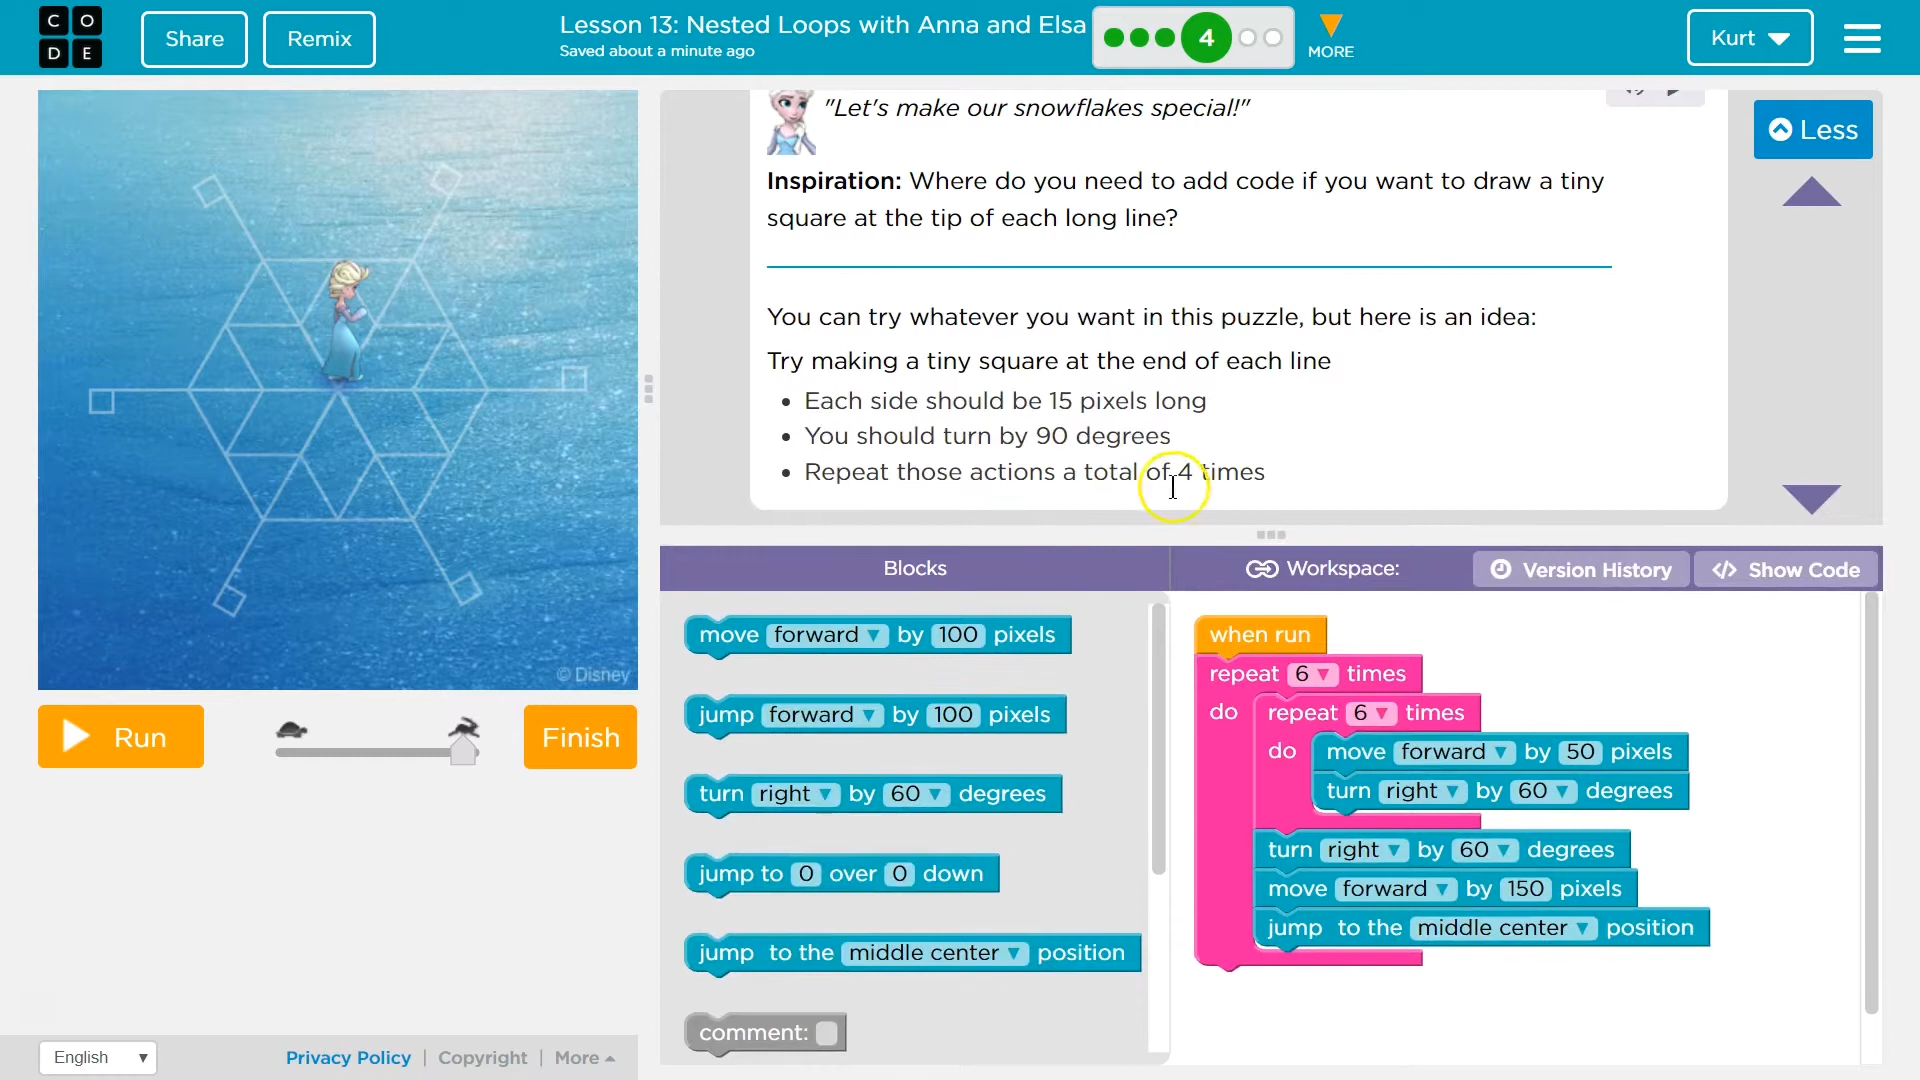 C O
D E
Share
Remix
Lesson 13: Nested Loops with Anna and Elsa
Saved about a minute ago
4
MORE
Kurt
"Let's make our snowflakes special!"
Less
Inspiration: Where do you need to add code if you want to draw a tiny
square at the tip of each long line?
You can try whatever you want in this puzzle, but here is an idea:
Try making a tiny square at the end of each line
• Each side should be 15 pixels long
• You should turn by 90 degrees
• Repeat those actions a total of 4 times
© Disney
Run
Finish
Blocks
Workspace:
Version History
Show Code
move forward by 100 pixels
jump forward by 100 pixels
turn right by 60 degrees
jump to 0 over 0 down
jump to the middle center position
comment:
when run
repeat 6 times
do repeat 6 times
do move forward by 50 pixels
turn right by 60 degrees
turn right by 60 degrees
move forward by 150 pixels
jump to the middle center position
English
Privacy Policy | Copyright | More